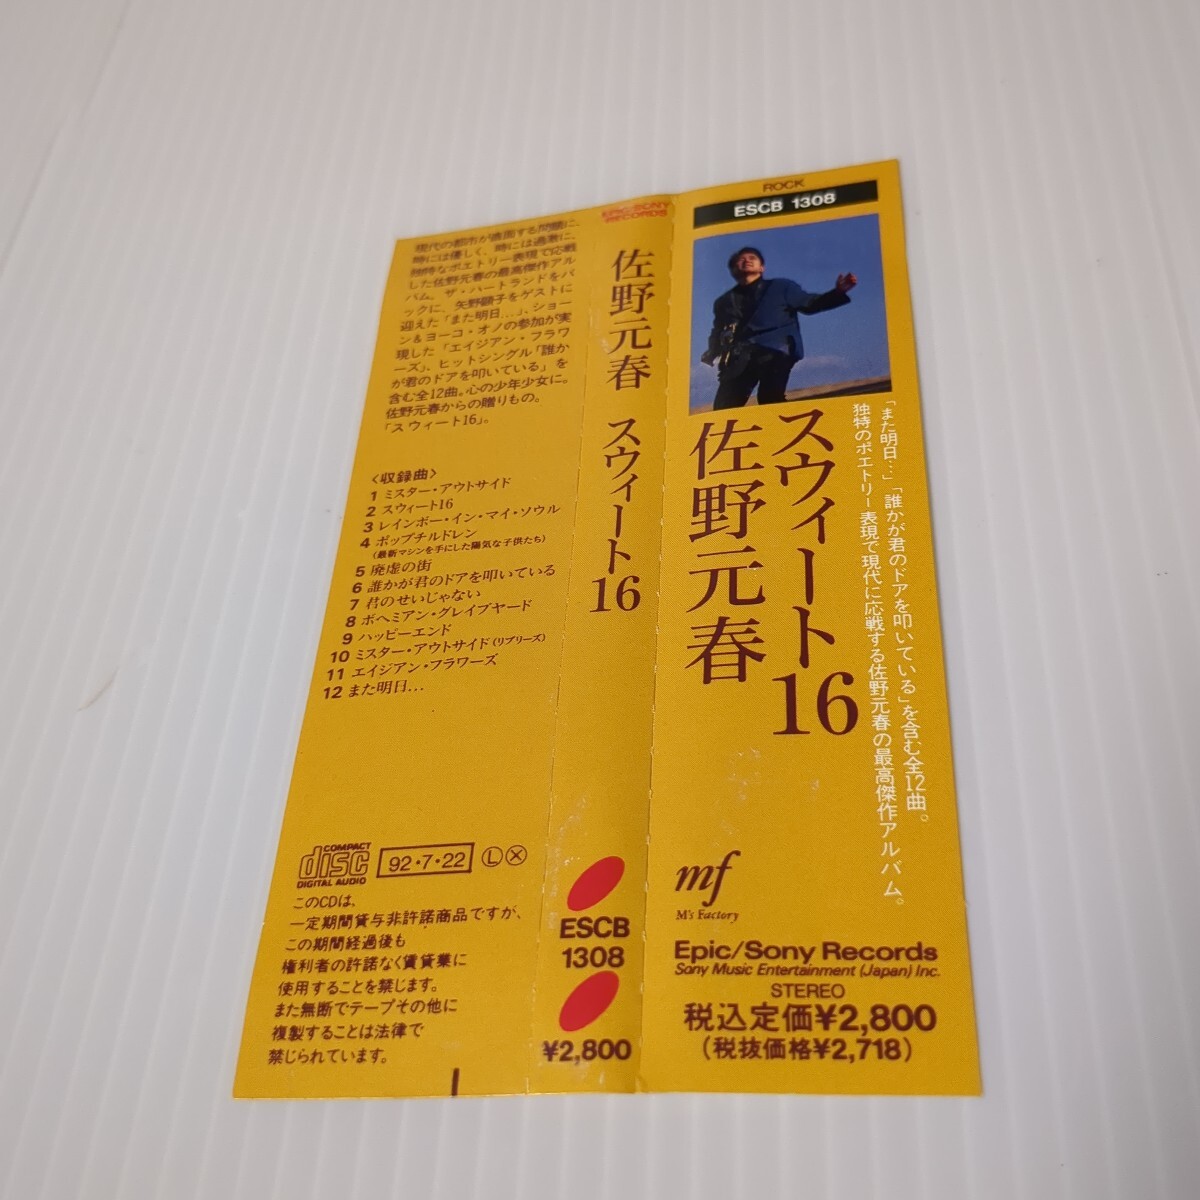 ROCK
ESCB 1308
スウィート16
佐野元春
「また明日…」「誰かが君のドアを叩いている」を含む全12曲。
独特のポエトリー表現で現代に応戦する佐野元春の最高傑作アルバム。
mf
M's Factory
Epic/Sony Records
Sony Music Entertainment (Japan) Inc.
STEREO
税込定価¥2,800
(税抜価格¥2,718)
EPIC/SONY
RECORDS
佐野元春 スウィート16
ESCB
1308
¥2,800
現代の都市が直面する問題に、
時には優しく、時には過激に、
独特なポエトリー表現で応戦
した佐野元春の最高傑作アル
バム。ザ・ハートランドをバ
ックに、矢野顕子をゲストに
迎えた「また明日…」、ショー
ン&ヨーコ・オノの参加が実
現した「エイジアン・フラワ
ーズ」、ヒットシングル「誰か
が君のドアを叩いている」を
含む全12曲。心の少年少女に。
佐野元春からの贈りもの。
「スウィート16」。
〈収録曲〉
1 ミスター・アウトサイド
2 スウィート16
3 レインボー・イン・マイ・ソウル
4 ポップチルドレン
(最新マシンを手にした陽気な子供たち)
5 廃虚の街
6 誰かが君のドアを叩いている
7 君のせいじゃない
8 ボヘミアン・グレイブヤード
9 ハッピーエンド
10 ミスター・アウトサイド(リプリーズ)
11 エイジアン・フラワーズ
12 また明日…
COMPACT
disc
DIGITAL AUDIO
92・7・22
Ⓛ Ⓧ
このCDは、
一定期間貸与非許諾商品ですが、
この期間経過後も
権利者の許諾なく賃貸業に
使用することを禁じます。
また無断でテープその他に
複製することは法律で
禁じられています。